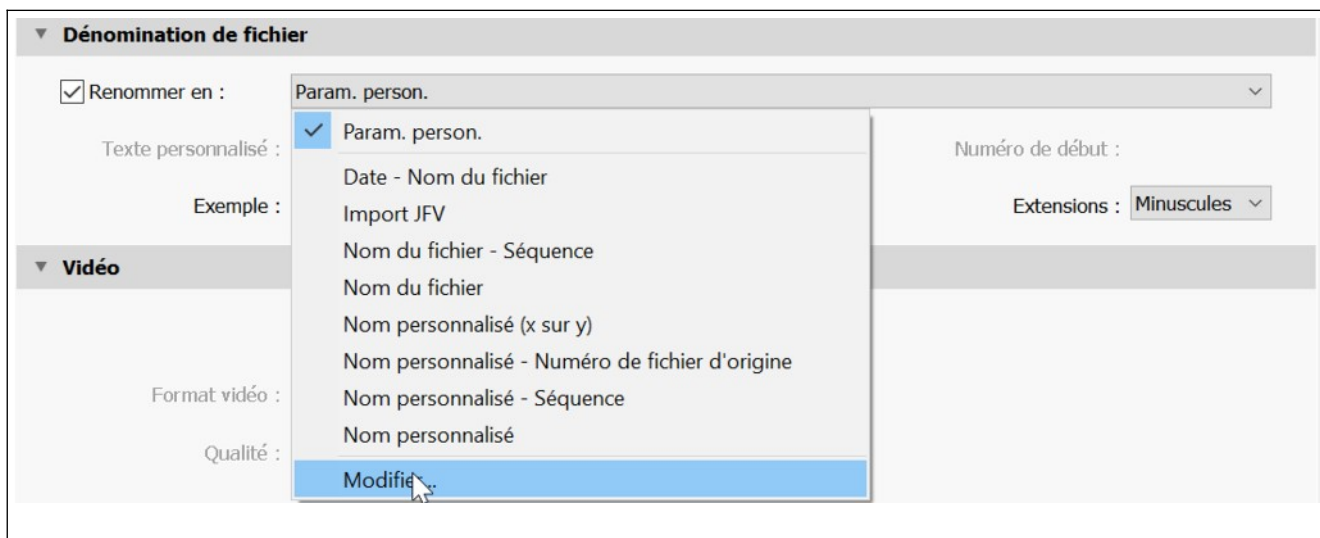 Dénomination de fichier
Renommer en : Param. person.
Param. person.
Texte personnalisé : Numéro de début :
Date - Nom du fichier
Exemple : Import JFV Extensions : Minuscules
Nom du fichier - Séquence
Vidéo
Nom du fichier
Nom personnalisé (x sur y)
Nom personnalisé - Numéro de fichier d'origine
Format vidéo : Nom personnalisé - Séquence
Nom personnalisé
Qualité :
Modifier...